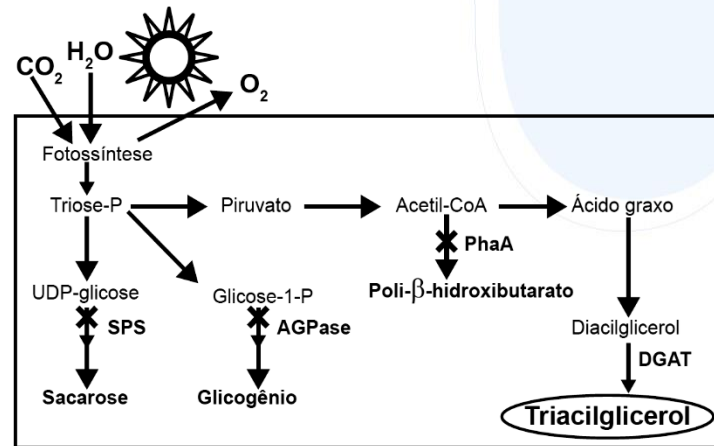 CO₂
H₂O
O₂
Fotossíntese
Triose-P
Piruvato
Acetil-CoA
Ácido graxo
PhaA
Poli-β-hidroxibutarato
UDP-glicose
Glicose-1-P
SPS
AGPase
Diacilglicerol
DGAT
Sacarose
Glicogênio
Triacilglicerol